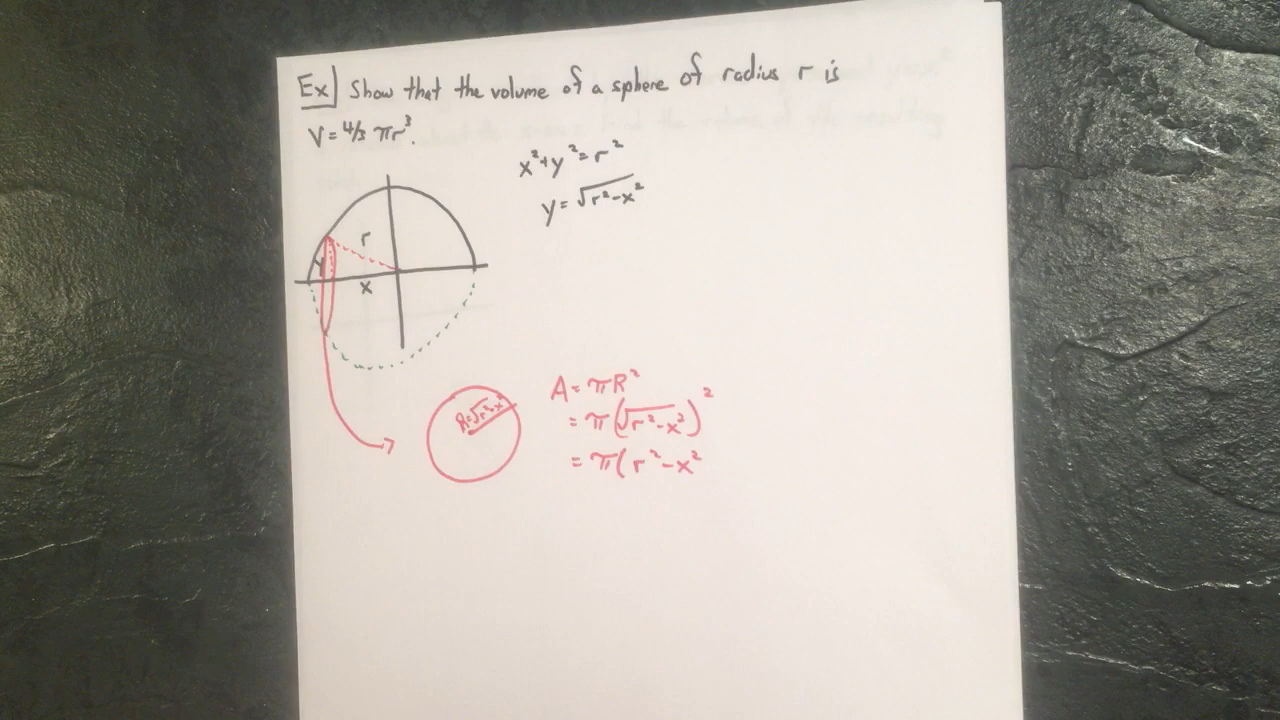 Ex] Show that the volume of a sphere of radius r is
V = 4/3 πr³.
x²+y²=r²
y = √(r²-x²)
r
y
x
R=√(r²-x²)
A = πR²
= π(√(r²-x²))²
= π(r²-x²